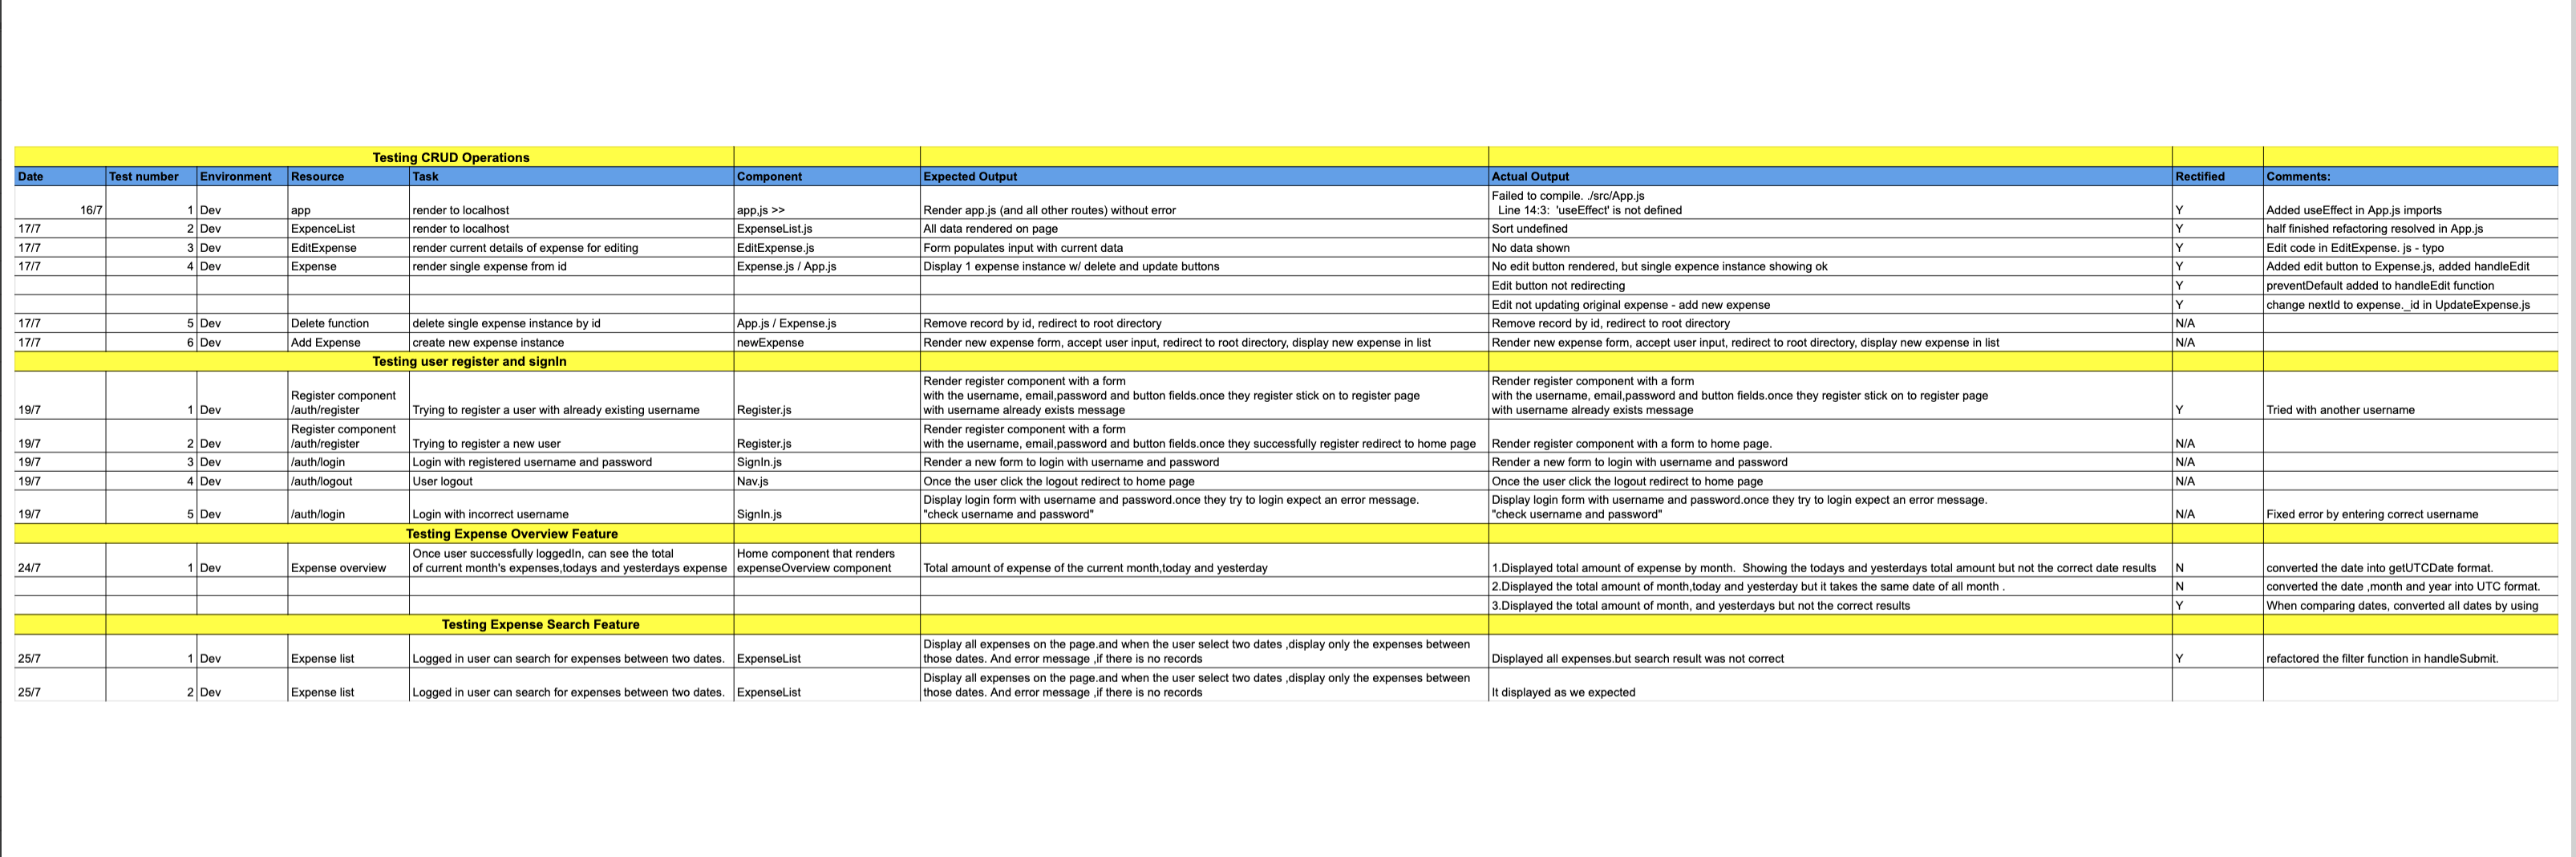 Testing CRUD Operations
Date Test number Environment Resource Task Component Expected Output Actual Output Rectified Comments:
Failed to compile. ./src/App.js
16/7 1 Dev app render to localhost app,js >> Render app.js (and all other routes) without error Line 14:3: 'useEffect' is not defined Y Added useEffect in App.js imports
17/7 2 Dev ExpenceList render to localhost ExpenseList.js All data rendered on page Sort undefined Y half finished refactoring resolved in App.js
17/7 3 Dev EditExpense render current details of expense for editing EditExpense.js Form populates input with current data No data shown Y Edit code in EditExpense. js - typo
17/7 4 Dev Expense render single expense from id Expense.js / App.js Display 1 expense instance w/ delete and update buttons No edit button rendered, but single expence instance showing ok Y Added edit button to Expense.js, added handleEdit
Edit button not redirecting Y preventDefault added to handleEdit function
Edit not updating original expense - add new expense Y change nextId to expense._id in UpdateExpense.js
17/7 5 Dev Delete function delete single expense instance by id App.js / Expense.js Remove record by id, redirect to root directory Remove record by id, redirect to root directory N/A
17/7 6 Dev Add Expense create new expense instance newExpense Render new expense form, accept user input, redirect to root directory, display new expense in list Render new expense form, accept user input, redirect to root directory, display new expense in list N/A
Testing user register and signIn
Render register component with a form Render register component with a form
Register component with the username, email,password and button fields.once they register stick on to register page with the username, email,password and button fields.once they register stick on to register page
19/7 1 Dev /auth/register Trying to register a user with already existing username Register.js with username already exists message with username already exists message Y Tried with another username
Register component Render register component with a form
19/7 2 Dev /auth/register Trying to register a new user Register.js with the username, email,password and button fields.once they successfully register redirect to home page Render register component with a form to home page. N/A
19/7 3 Dev /auth/login Login with registered username and password SignIn.js Render a new form to login with username and password Render a new form to login with username and password N/A
19/7 4 Dev /auth/logout User logout Nav.js Once the user click the logout redirect to home page Once the user click the logout redirect to home page N/A
Display login form with username and password.once they try to login expect an error message. Display login form with username and password.once they try to login expect an error message.
19/7 5 Dev /auth/login Login with incorrect username SignIn.js "check username and password" "check username and password" N/A Fixed error by entering correct username
Testing Expense Overview Feature
Once user successfully loggedIn, can see the total Home component that renders
24/7 1 Dev Expense overview of current month's expenses,todays and yesterdays expense expenseOverview component Total amount of expense of the current month,today and yesterday 1.Displayed total amount of expense by month. Showing the todays and yesterdays total amount but not the correct date results N converted the date into getUTCDate format.
2.Displayed the total amount of month,today and yesterday but it takes the same date of all month . N converted the date ,month and year into UTC format.
3.Displayed the total amount of month, and yesterdays but not the correct results Y When comparing dates, converted all dates by using
Testing Expense Search Feature
Display all expenses on the page.and when the user select two dates ,display only the expenses between
25/7 1 Dev Expense list Logged in user can search for expenses between two dates. ExpenseList those dates. And error message ,if there is no records Displayed all expenses.but search result was not correct Y refactored the filter function in handleSubmit.
Display all expenses on the page.and when the user select two dates ,display only the expenses between
25/7 2 Dev Expense list Logged in user can search for expenses between two dates. ExpenseList those dates. And error message ,if there is no records It displayed as we expected